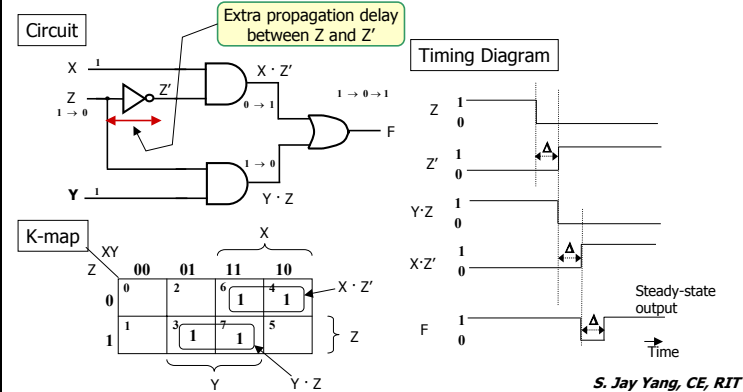 Circuit
Extra propagation delay
between Z and Z'
X 1
Z
1 → 0
Z'
X · Z'
0 → 1
1 → 0 → 1
F
1 → 0
Y 1
Y · Z
Timing Diagram
Z 1
0
Δ
Z' 1
0
Y·Z 1
0
Δ
X·Z' 1
0
Steady-state
output
F 1
0
Δ
Time
K-map
X
XY
Z 00 01 11 10
0 0 2 6 1 4 1
X · Z'
1 1 3 1 7 1 5
Z
Y
Y · Z
S. Jay Yang, CE, RIT